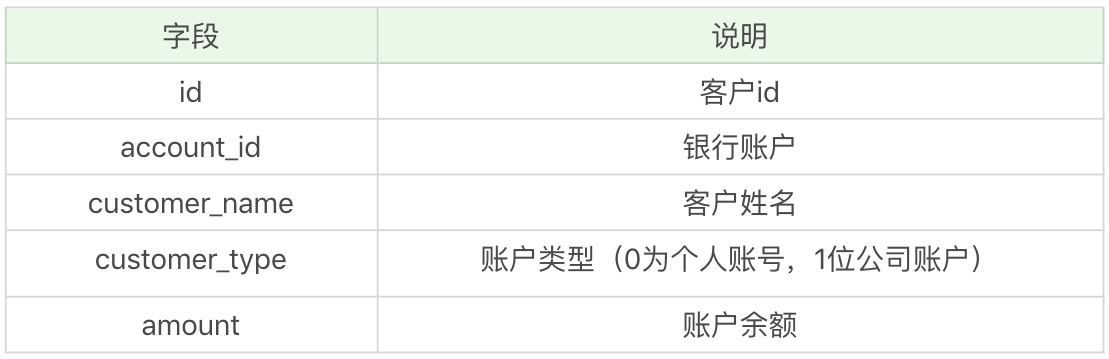 字段 说明
id 客户id
account_id 银行账户
customer_name 客户姓名
customer_type 账户类型（0为个人账号，1位公司账户）
amount 账户余额